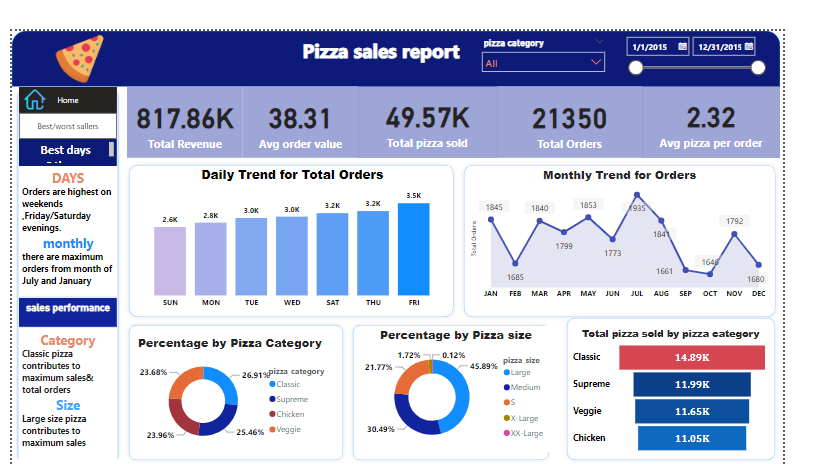 Pizza sales report
pizza category
All
1/1/2015
12/31/2015
Home
Best/worst sallers
Best days
817.86K
Total Revenue
38.31
Avg order value
49.57K
Total pizza sold
21350
Total Orders
2.32
Avg pizza per order
DAYS
Orders are highest on
weekends
,Friday/Saturday
evenings.
monthly
there are maximum
orders from month of
July and January
sales performance
Category
Classic pizza
contributes to
maximum sales&
total orders
Size
Large size pizza
contributes to
maximum sales
Daily Trend for Total Orders
2.6K
2.8K
3.0K
3.0K
3.2K
3.2K
3.5K
SUN MON TUE WED SAT THU FRI
Monthly Trend for Orders
Total Orders
1845
1685
1840
1799
1853
1773
1935
1841
1661
1646
1792
1680
JAN FEB MAR APR MAY JUN JUL AUG SEP OCT NOV DEC
Percentage by Pizza Category
23.68%
26.91%
23.96%
25.46%
pizza category
Classic
Supreme
Chicken
Veggie
Percentage by Pizza size
1.72%
0.12%
21.77%
45.89%
30.49%
pizza_size
Large
Medium
S
X-Large
XX-Large
Total pizza sold by pizza category
Classic 14.89K
Supreme 11.99K
Veggie 11.65K
Chicken 11.05K